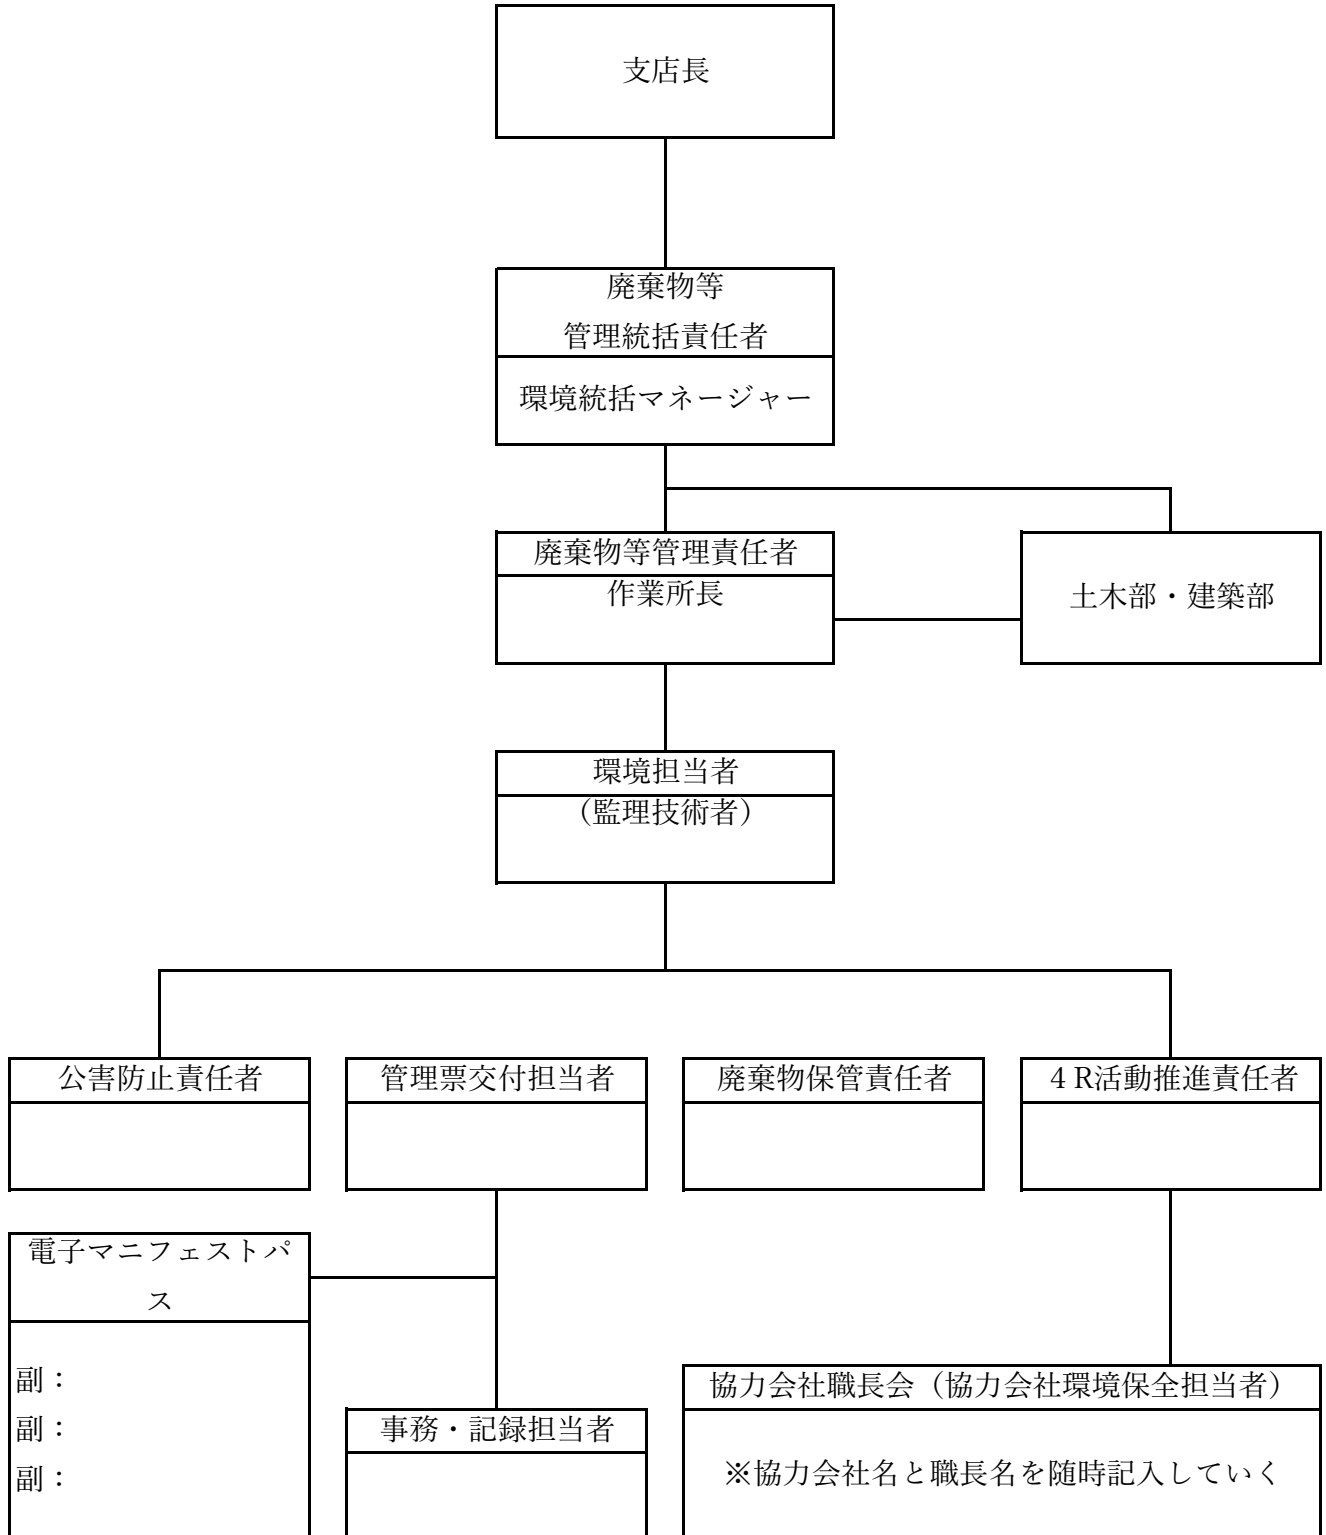 支店長
廃棄物等
管理統括責任者
環境統括マネージャー
廃棄物等管理責任者
作業所長
土木部・建築部
環境担当者
（監理技術者）
公害防止責任者
管理票交付担当者
廃棄物保管責任者
４R活動推進責任者
電子マニフェストパ
ス
副：
副：
副：
事務・記録担当者
協力会社職長会（協力会社環境保全担当者）
※協力会社名と職長名を随時記入していく